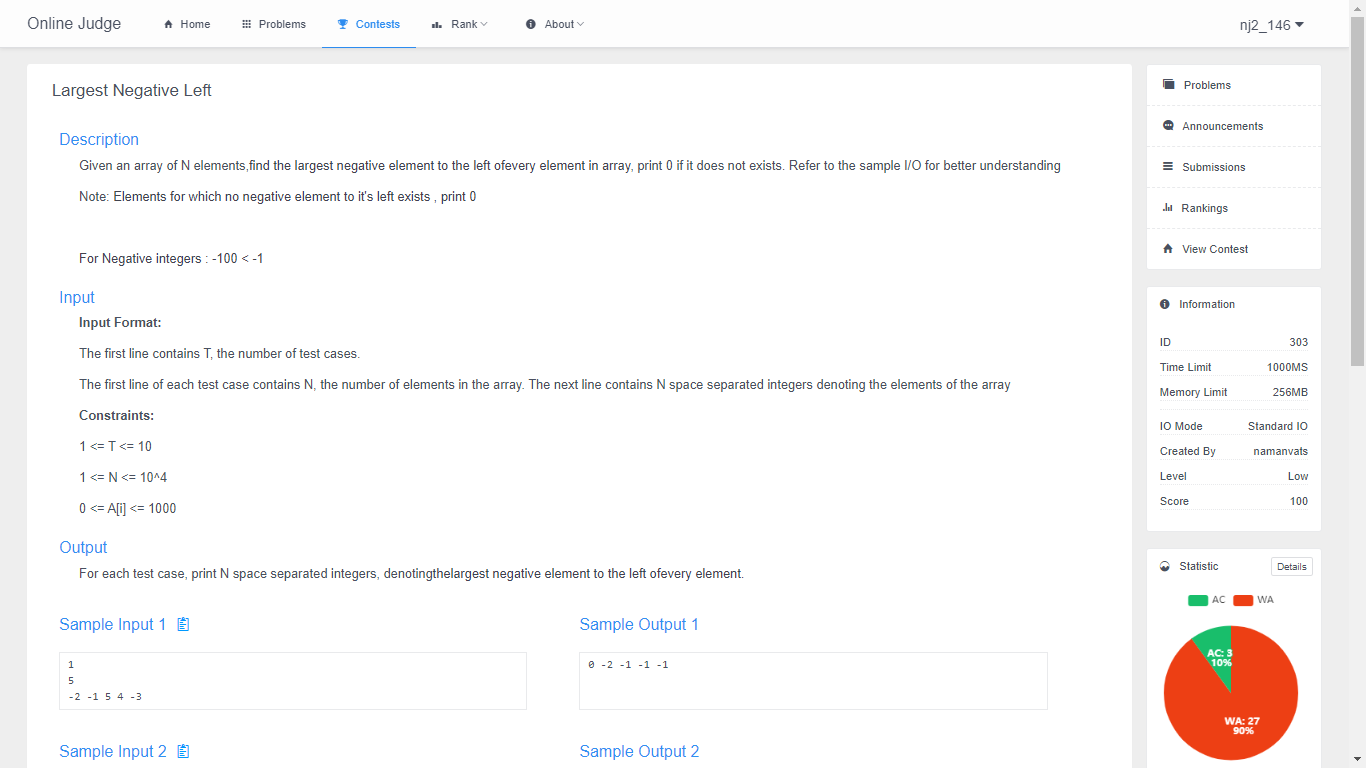 Online Judge Home Problems Contests Rank About nj2_146
Largest Negative Left
Description
Given an array of N elements,find the largest negative element to the left ofevery element in array, print 0 if it does not exists. Refer to the sample I/O for better understanding
Note: Elements for which no negative element to it's left exists , print 0
For Negative integers : -100 < -1
Input
Input Format:
The first line contains T, the number of test cases.
The first line of each test case contains N, the number of elements in the array. The next line contains N space separated integers denoting the elements of the array
Constraints:
1 <= T <= 10
1 <= N <= 10^4
0 <= A[i] <= 1000
Output
For each test case, print N space separated integers, denotingthelargest negative element to the left ofevery element.
Sample Input 1
1
5
-2 -1 5 4 -3
Sample Output 1
0 -2 -1 -1 -1
Sample Input 2
Sample Output 2
Problems
Announcements
Submissions
Rankings
View Contest
Information
ID 303
Time Limit 1000MS
Memory Limit 256MB
IO Mode Standard IO
Created By namanvats
Level Low
Score 100
Statistic Details
AC WA
AC: 3
10%
WA: 27
90%